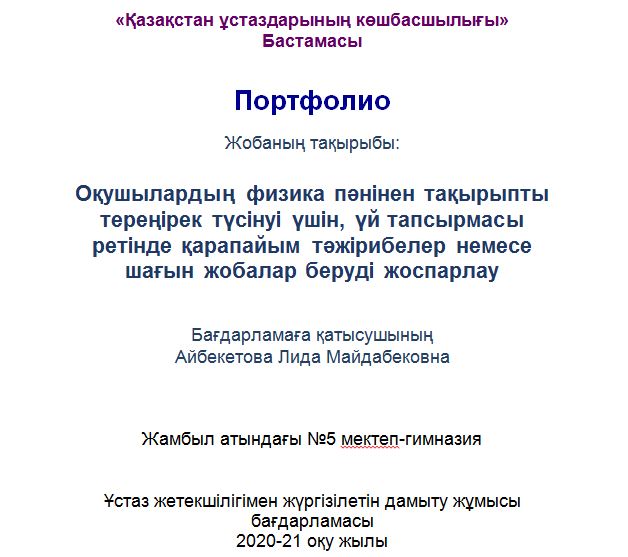 «Қазақстан ұстаздарының көшбасшылығы»
Бастамасы
Портфолио
Жобаның тақырыбы:
Оқушылардың физика пәнінен тақырыпты
тереңірек түсінуі үшін, үй тапсырмасы
ретінде қарапайым тәжірибелер немесе
шағын жобалар беруді жоспарлау
Бағдарламаға қатысушының
Айбекетова Лида Майдабековна
Жамбыл атындағы №5 мектеп-гимназия
Ұстаз жетекшілігімен жүргізілетін дамыту жұмысы
бағдарламасы
2020-21 оқу жылы